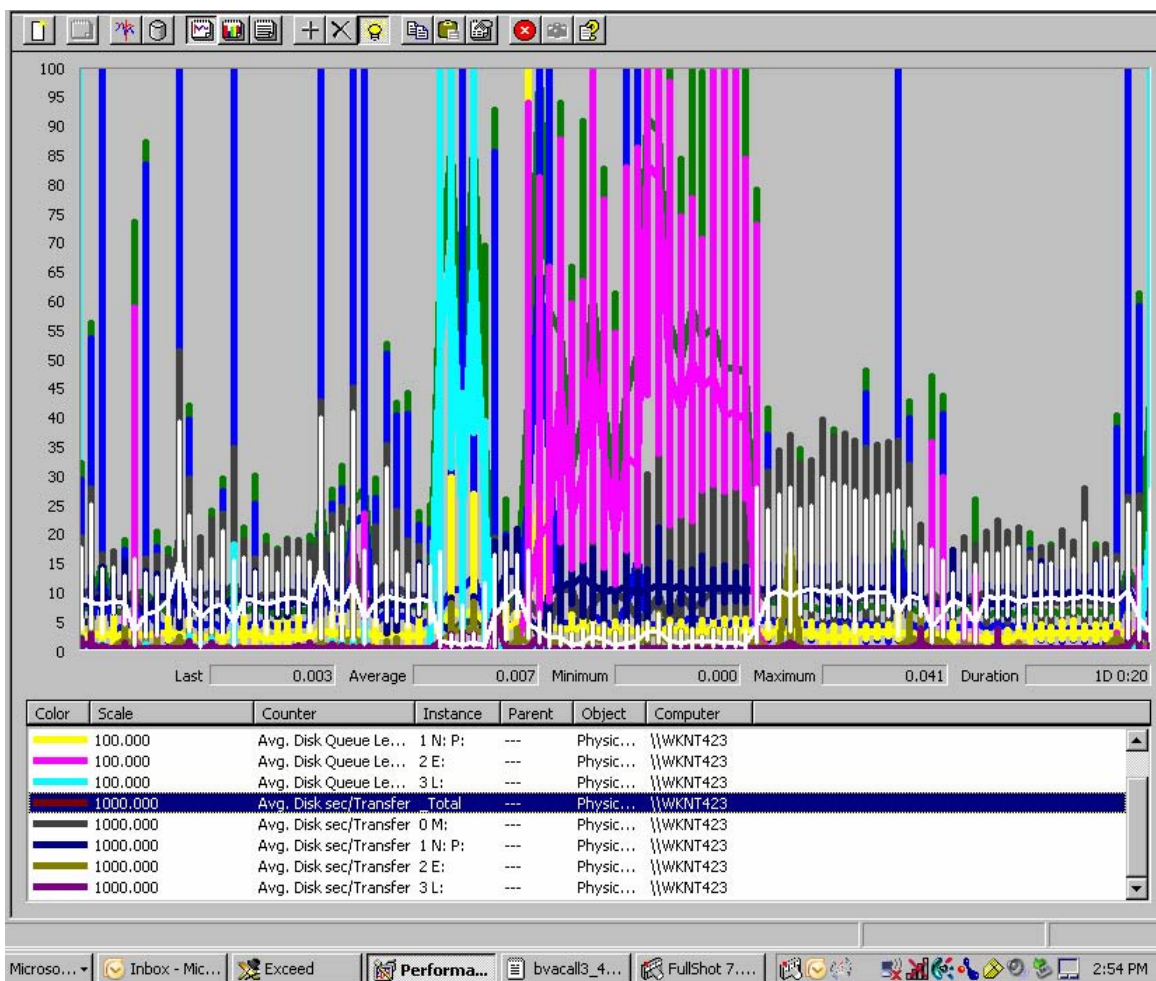 100
95
90
85
80
75
70
65
60
55
50
45
40
35
30
25
20
15
10
5
0
Last 0.003 Average 0.007 Minimum 0.000 Maximum 0.041 Duration 1D 0:20
Color Scale Counter Instance Parent Object Computer
100.000 Avg. Disk Queue Le... 1 N: P: --- Physic... \\WKNT423
100.000 Avg. Disk Queue Le... 2 E: --- Physic... \\WKNT423
100.000 Avg. Disk Queue Le... 3 L: --- Physic... \\WKNT423
1000.000 Avg. Disk sec/Transfer _Total --- Physic... \\WKNT423
1000.000 Avg. Disk sec/Transfer 0 M: --- Physic... \\WKNT423
1000.000 Avg. Disk sec/Transfer 1 N: P: --- Physic... \\WKNT423
1000.000 Avg. Disk sec/Transfer 2 E: --- Physic... \\WKNT423
1000.000 Avg. Disk sec/Transfer 3 L: --- Physic... \\WKNT423
Microso... Inbox - Mic... Exceed Performa... bvacall3_4... FullShot 7.... 2:54 PM